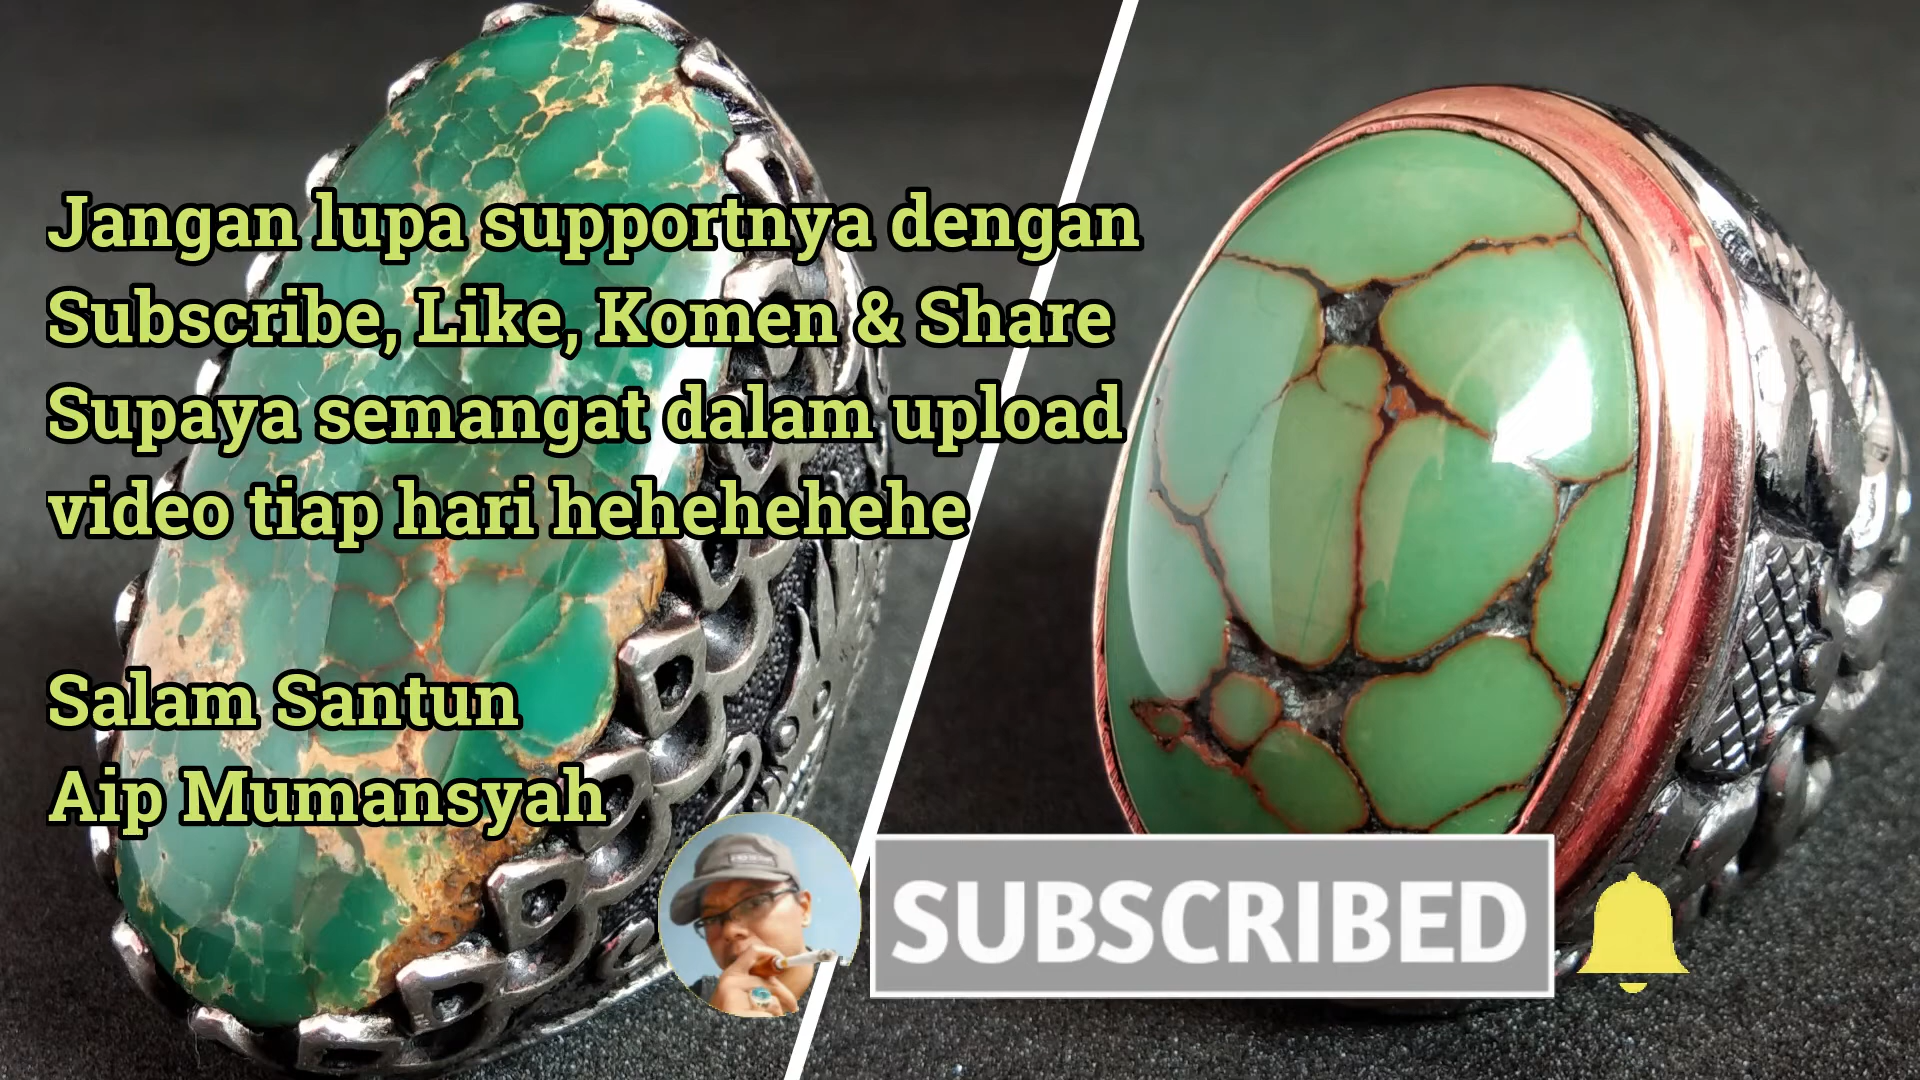 Jangan lupa supportnya dengan
Subscribe, Like, Komen & Share
Supaya semangat dalam upload
video tiap hari hehehehehe
Salam Santun
Aip Mumansyah
SUBSCRIBED